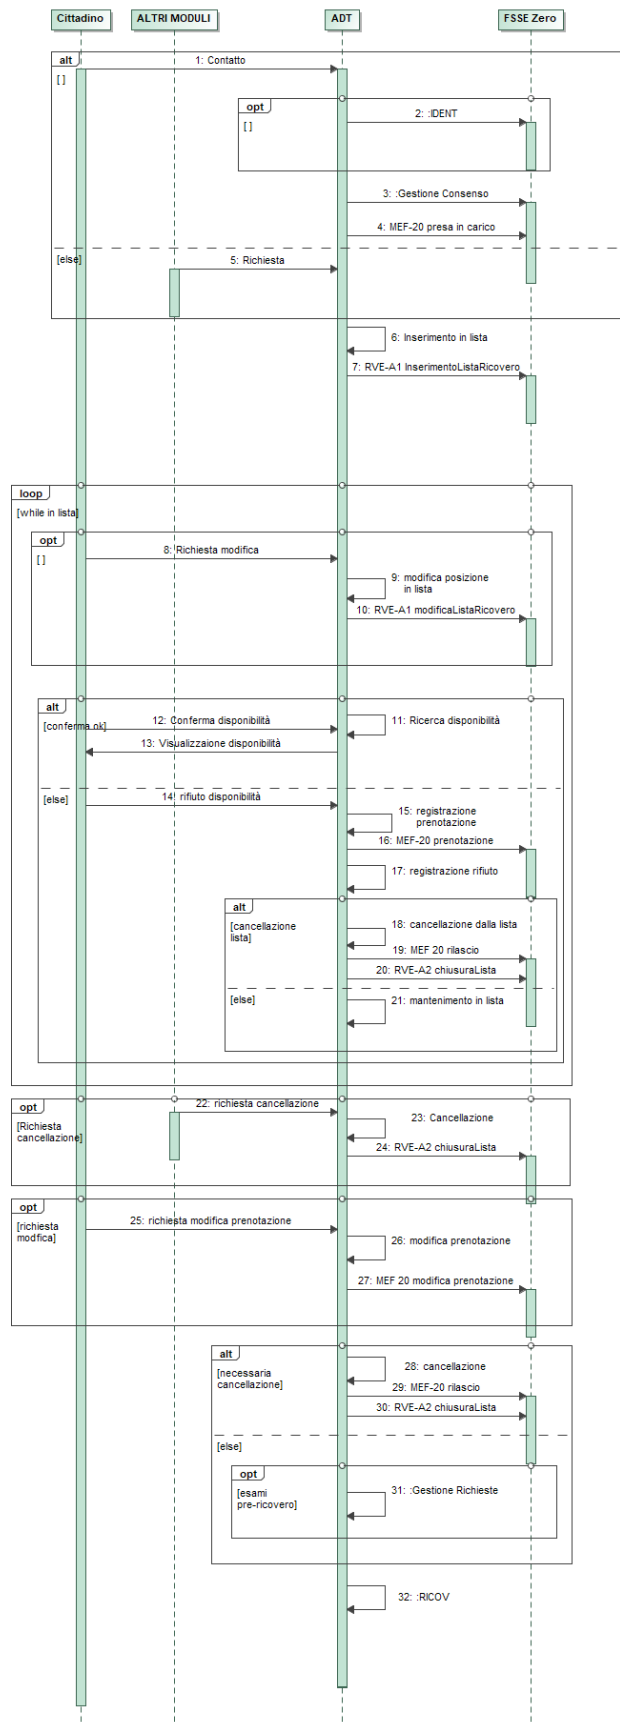 Cittadino
ALTRI MODULI
ADT
FSSE Zero
alt
1: Contatto
[ ]
opt
2: :IDENT
[ ]
3: :Gestione Consenso
4: MEF-20 presa in carico
[else]
5: Richiesta
6: Inserimento in lista
7: RVE-A1 InserimentoListaRicovero
loop
[while in lista]
opt
8: Richiesta modifica
[ ]
9: modifica posizione
in lista
10: RVE-A1 modificaListaRicovero
alt
[conferma ok]
12: Conferma disponibilità
11: Ricerca disponibilità
13: Visualizzaione disponibilità
[else]
14: rifiuto disponibilità
15: registrazione
prenotazione
16: MEF-20 prenotazione
17: registrazione rifiuto
alt
[cancellazione
lista]
18: cancellazione dalla lista
19: MEF 20 rilascio
20: RVE-A2 chiusuraLista
[else]
21: mantenimento in lista
opt
22: richiesta cancellazione
[Richiesta
cancellazione]
23: Cancellazione
24: RVE-A2 chiusuraLista
opt
[richiesta
modfica]
25: richiesta modifica prenotazione
26: modifica prenotazione
27: MEF 20 modifica prenotazione
alt
[necessaria
cancellazione]
28: cancellazione
29: MEF-20 rilascio
30: RVE-A2 chiusuraLista
[else]
opt
[esami
pre-ricovero]
31: :Gestione Richieste
32: :RICOV